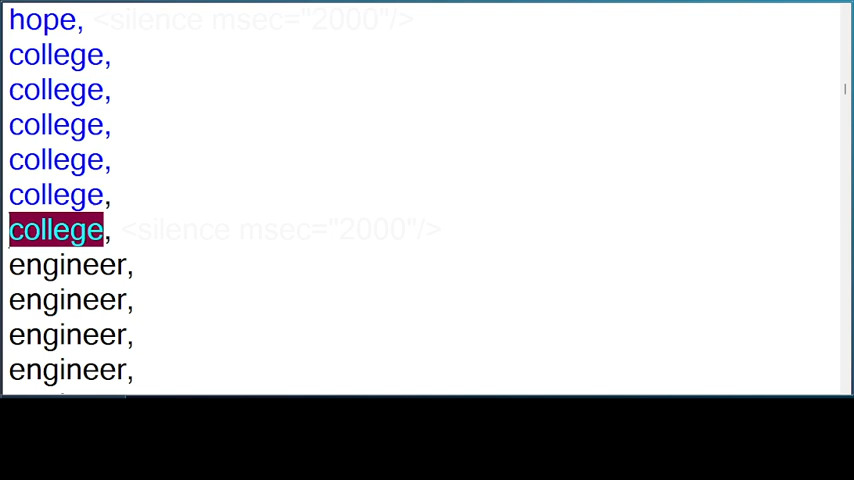 hope, <silence msec="2000"/>
college,
college,
college,
college,
college,
college, <silence msec="2000"/>
engineer,
engineer,
engineer,
engineer,